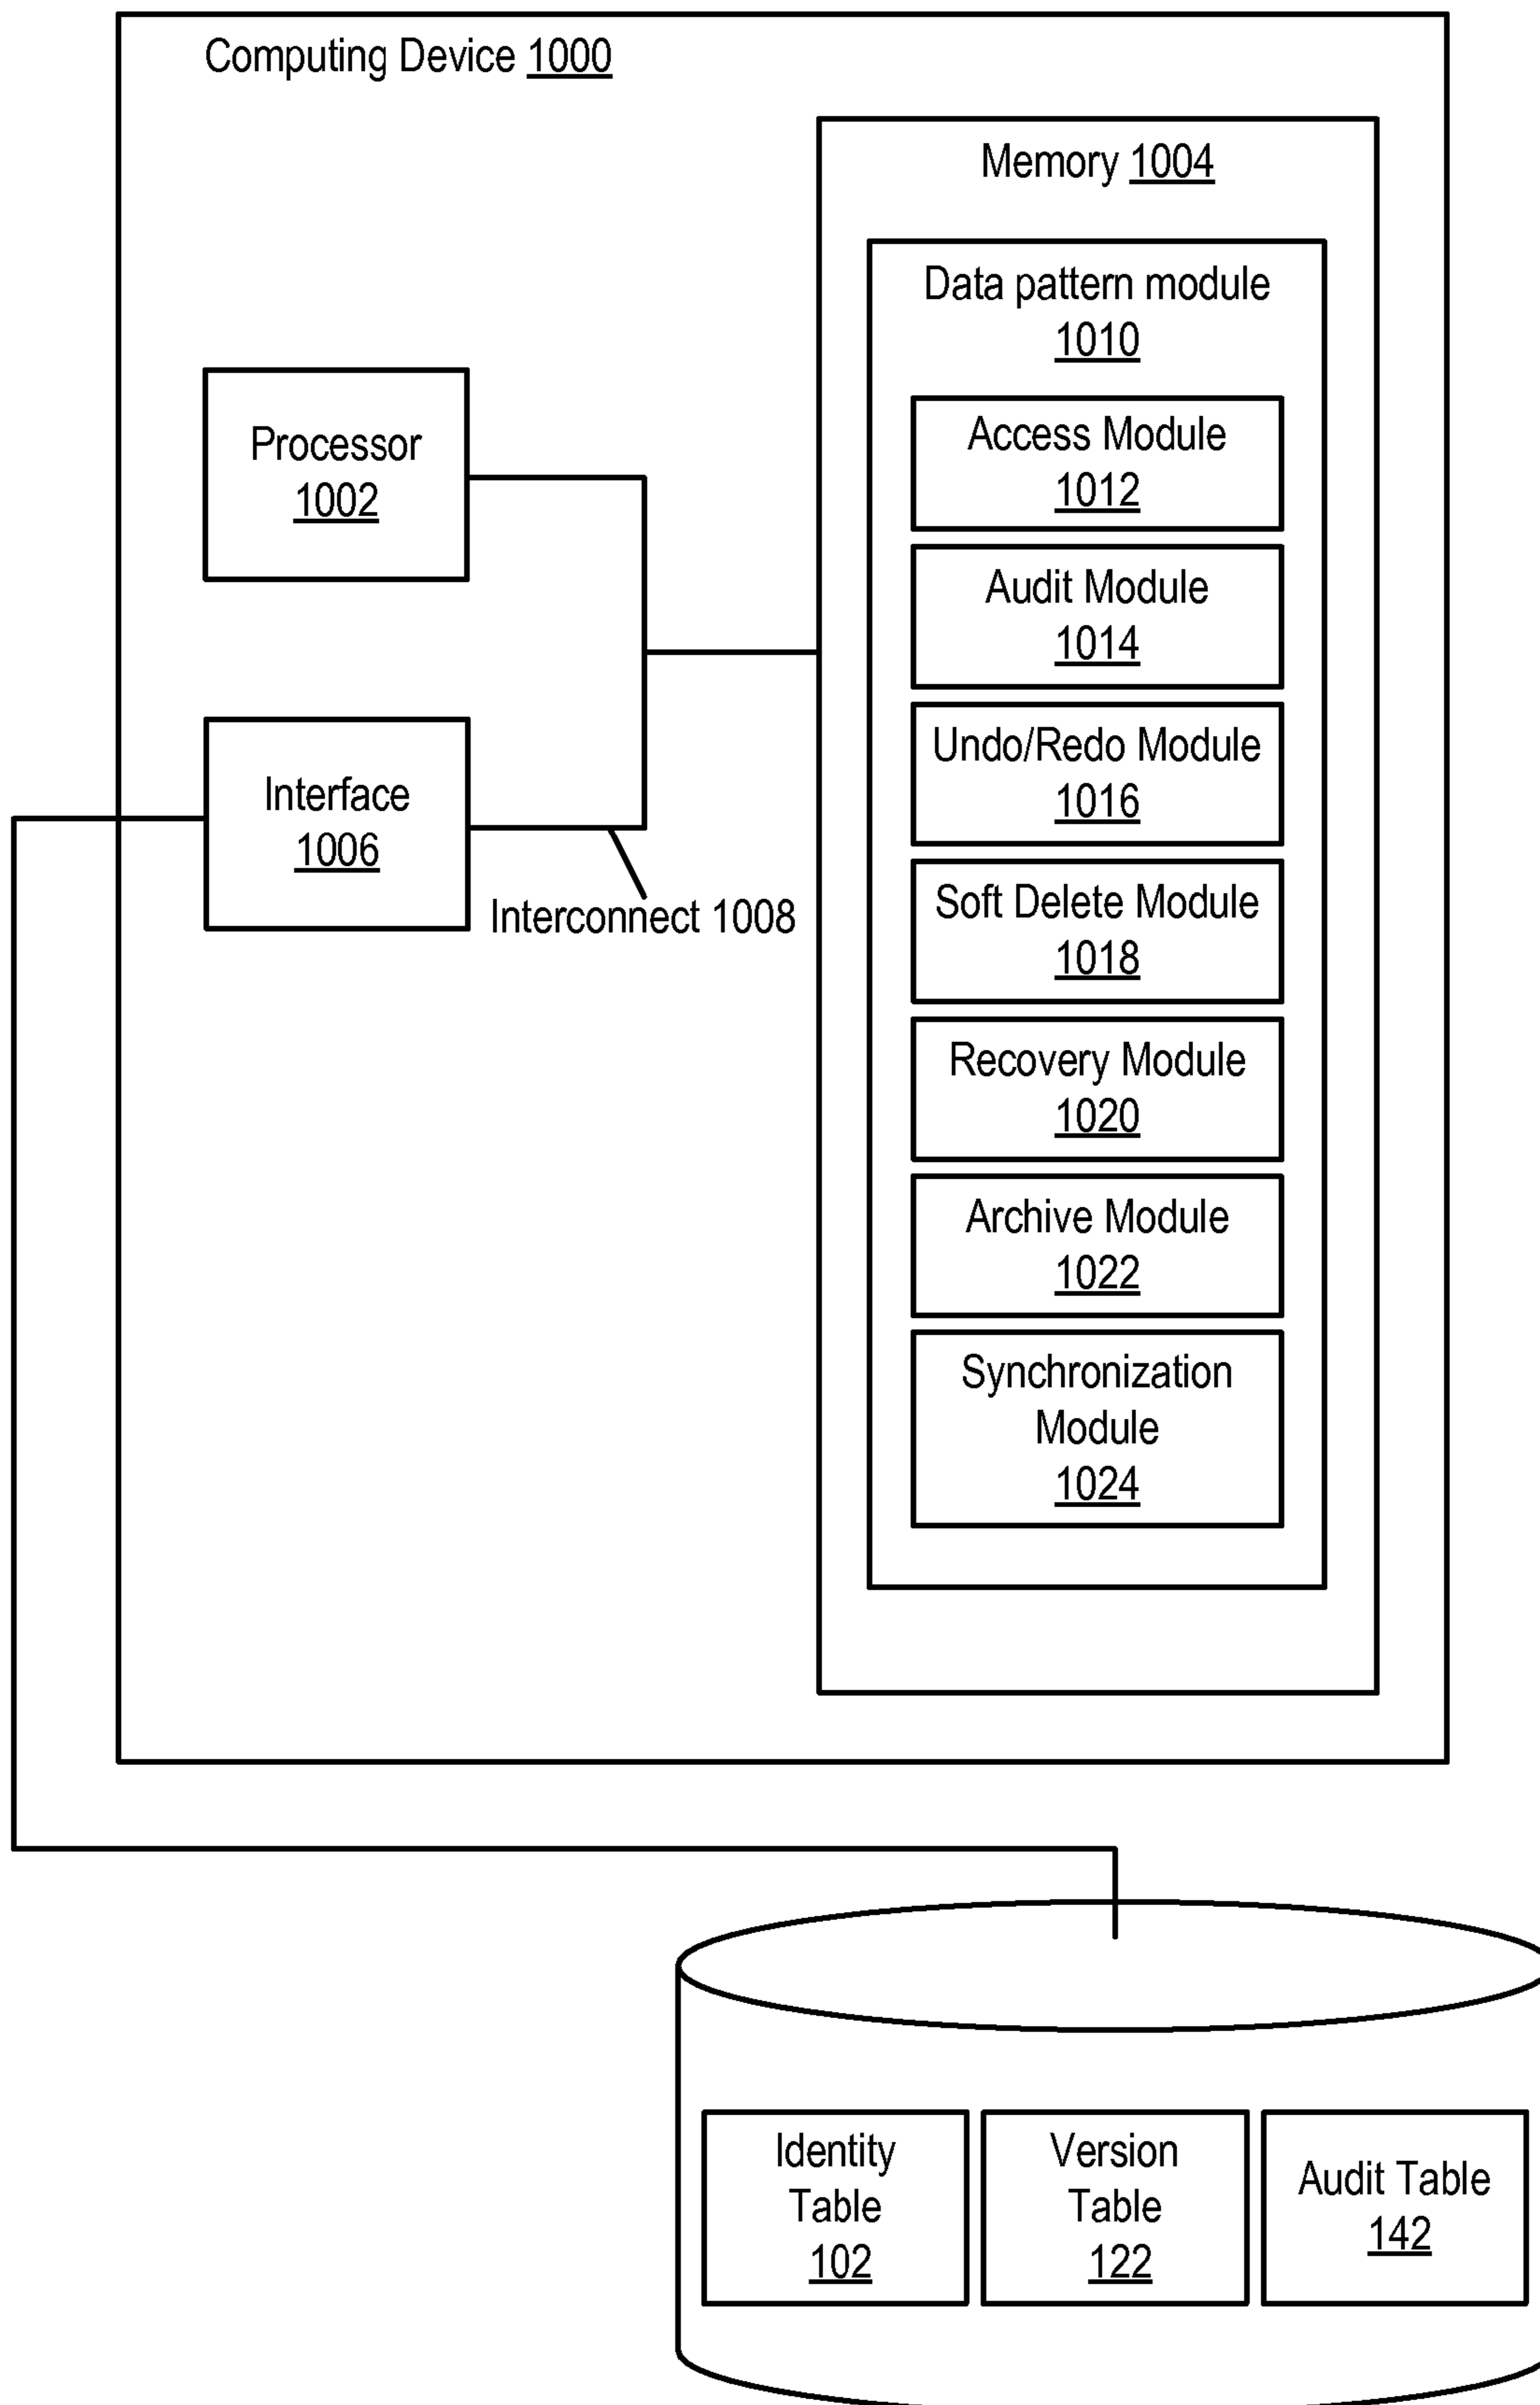 Computing Device 1000
Memory 1004
Data pattern module
1010
Access Module
1012
Audit Module
1014
Undo/Redo Module
1016
Soft Delete Module
1018
Recovery Module
1020
Archive Module
1022
Synchronization
Module
1024
Processor
1002
Interface
1006
Interconnect 1008
Identity
Table
102
Version
Table
122
Audit Table
142